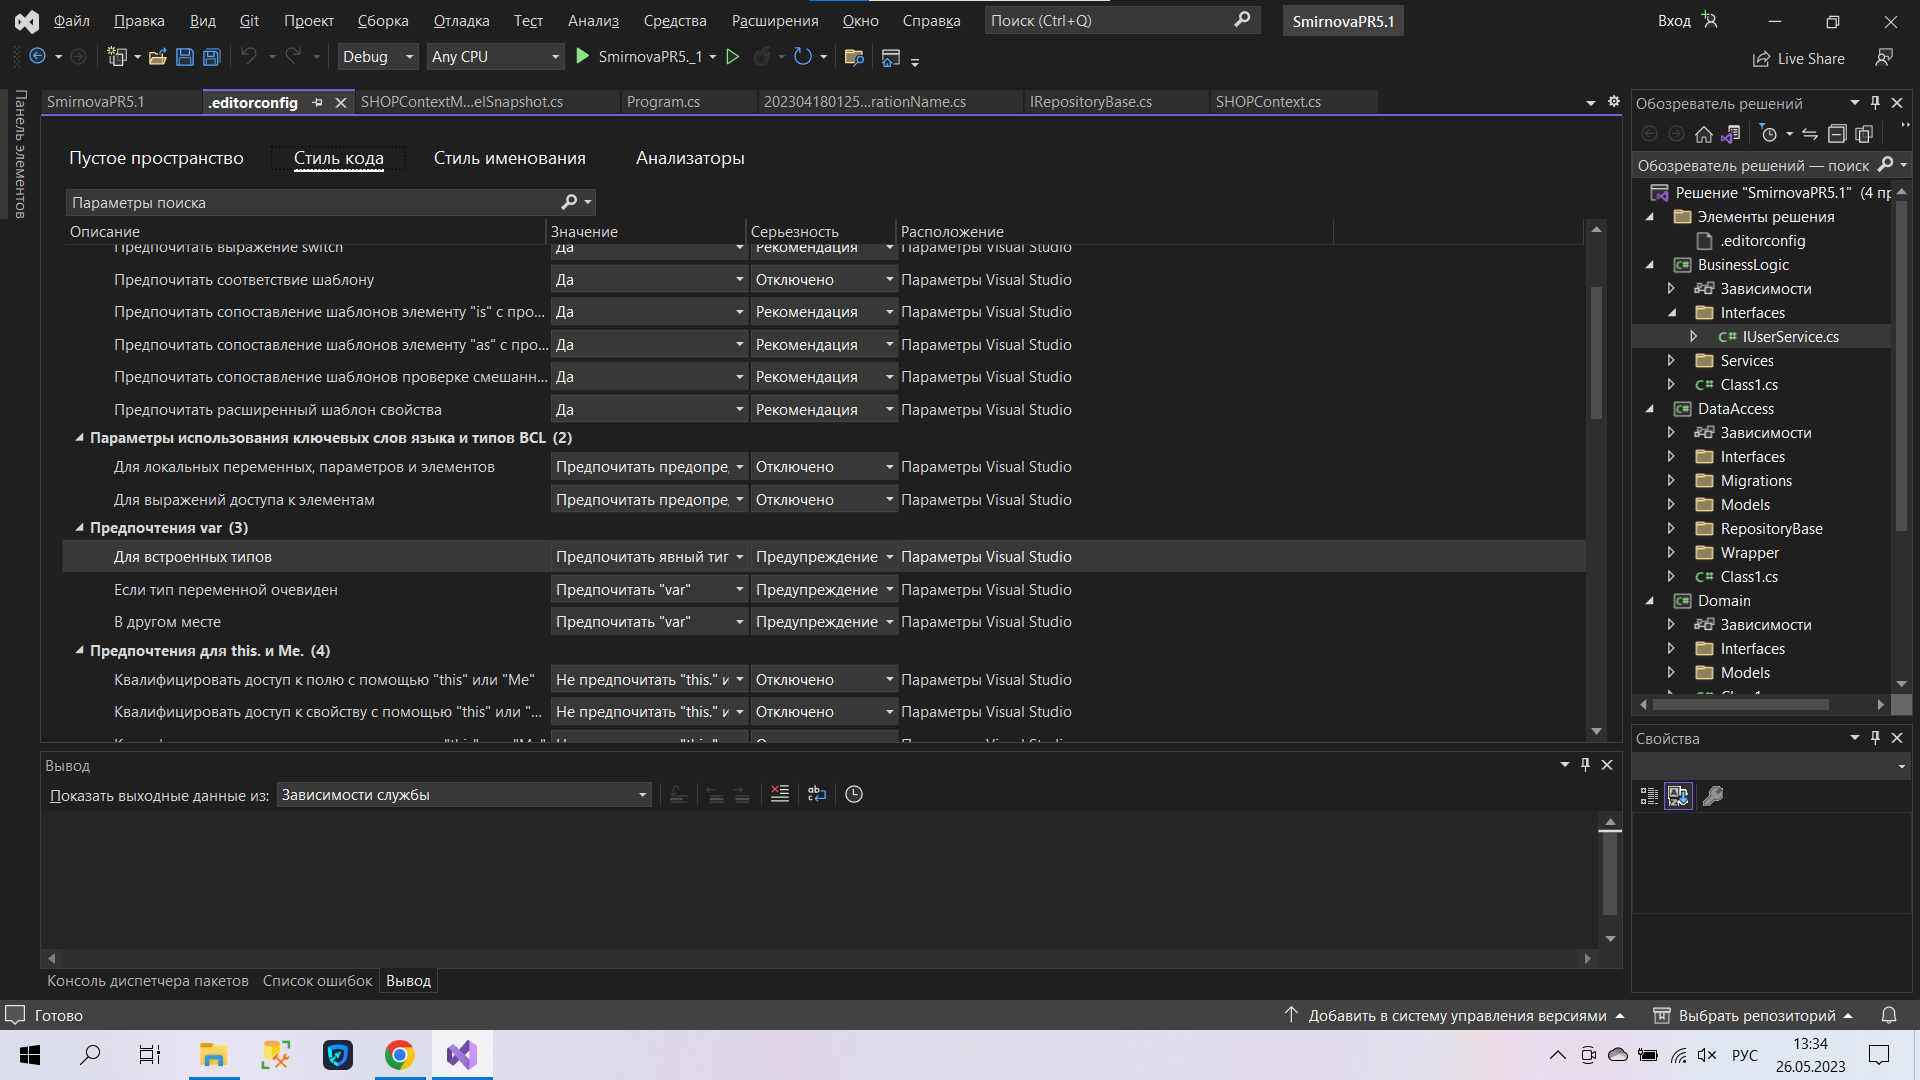 Файл Правка Вид Git Проект Сборка Отладка Тест Анализ Средства Расширения Окно Справка Поиск (Ctrl+Q) SmirnovaPR5.1 Вход
Debug Any CPU SmirnovaPR5._1 Live Share
Панель элементов
SmirnovaPR5.1 .editorconfig SHOPContextM...elSnapshot.cs Program.cs 202304180125...rationName.cs IRepositoryBase.cs SHOPContext.cs
Пустое пространство Стиль кода Стиль именования Анализаторы
Параметры поиска
Описание Значение Серьезность Расположение
Предпочитать выражение switch Да Рекомендация Параметры Visual Studio
Предпочитать соответствие шаблону Да Отключено Параметры Visual Studio
Предпочитать сопоставление шаблонов элементу "is" с про... Да Рекомендация Параметры Visual Studio
Предпочитать сопоставление шаблонов элементу "as" с про... Да Рекомендация Параметры Visual Studio
Предпочитать сопоставление шаблонов проверке смешанн... Да Рекомендация Параметры Visual Studio
Предпочитать расширенный шаблон свойства Да Рекомендация Параметры Visual Studio
Параметры использования ключевых слов языка и типов BCL (2)
Для локальных переменных, параметров и элементов Предпочитать предопре Отключено Параметры Visual Studio
Для выражений доступа к элементам Предпочитать предопре Отключено Параметры Visual Studio
Предпочтения var (3)
Для встроенных типов Предпочитать явный тип Предупреждение Параметры Visual Studio
Если тип переменной очевиден Предпочитать "var" Предупреждение Параметры Visual Studio
В другом месте Предпочитать "var" Предупреждение Параметры Visual Studio
Предпочтения для this. и Me. (4)
Квалифицировать доступ к полю с помощью "this" или "Me" Не предпочитать "this." и Отключено Параметры Visual Studio
Квалифицировать доступ к свойству с помощью "this" или "... Не предпочитать "this." и Отключено Параметры Visual Studio
Обозреватель решений
Обозреватель решений — поиск
Решение "SmirnovaPR5.1" (4 пр
Элементы решения
.editorconfig
BusinessLogic
Зависимости
Interfaces
C# IUserService.cs
Services
C# Class1.cs
DataAccess
Зависимости
Interfaces
Migrations
Models
RepositoryBase
Wrapper
C# Class1.cs
Domain
Зависимости
Interfaces
Models
Свойства
Вывод
Показать выходные данные из: Зависимости службы
Консоль диспетчера пакетов Список ошибок Вывод
Готово Добавить в систему управления версиями Выбрать репозиторий
РУС 13:34
26.05.2023